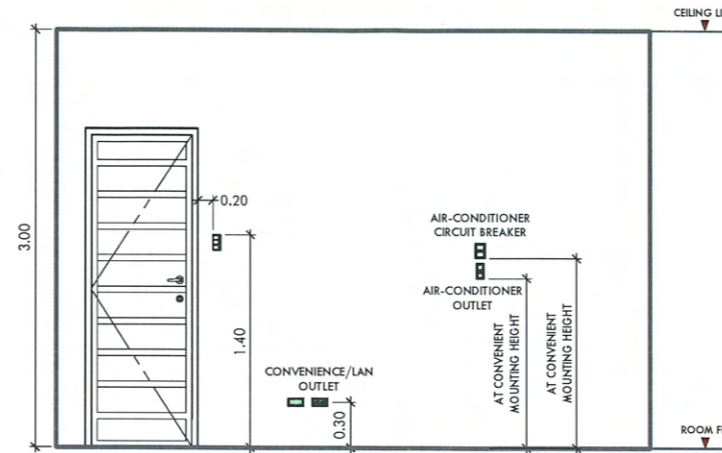 CEILING LI
3.00
0.20
AIR-CONDITIONER
CIRCUIT BREAKER
AIR-CONDITIONER
OUTLET
1.40
AT CONVENIENT
MOUNTING HEIGHT
AT CONVENIENT
MOUNTING HEIGHT
CONVENIENCE/LAN
OUTLET
0.30
ROOM F